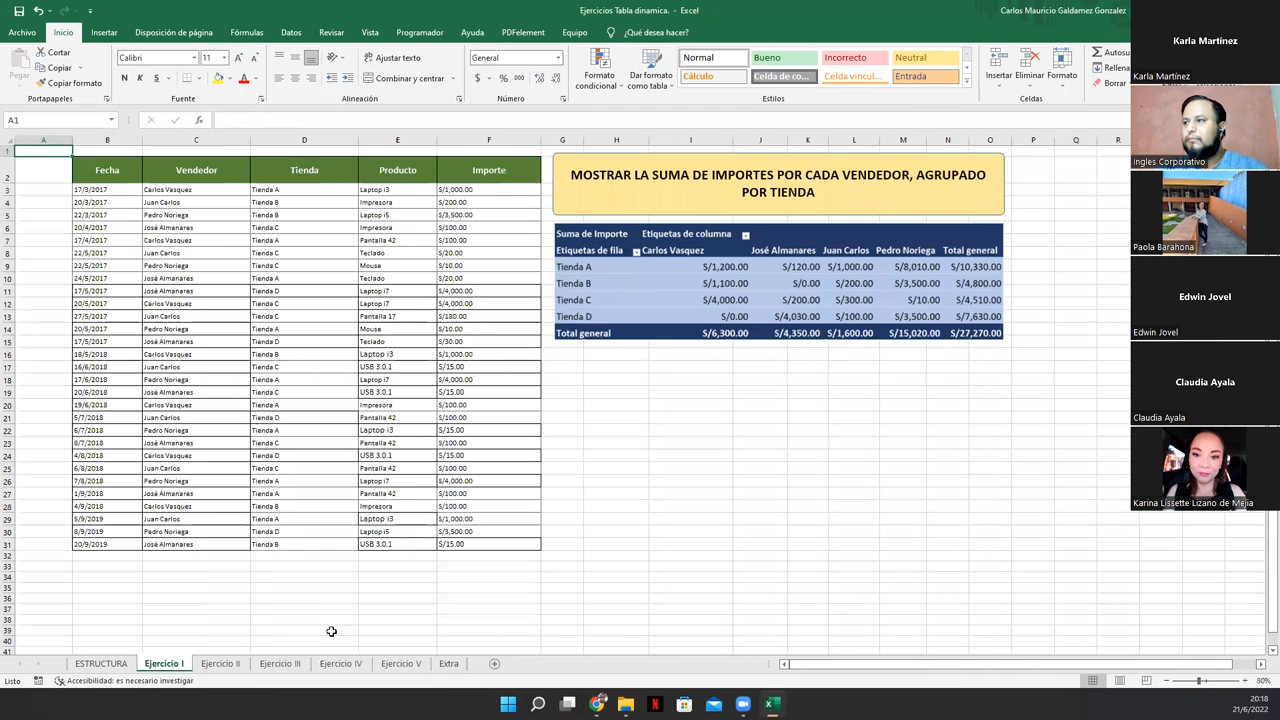 Ejercicios Tabla dinamica. - Excel
Carlos Mauricio Galdamez Gonzalez
Archivo Inicio Insertar Disposición de página Fórmulas Datos Revisar Vista Programador Ayuda PDFelement Equipo ¿Qué desea hacer?
Pegar
Cortar
Copiar
Copiar formato
Portapapeles
Calibri 11
N K S
Fuente
Ajustar texto
Combinar y centrar
Alineación
General
Número
Formato condicional
Dar formato como tabla
Normal Bueno Incorrecto Neutral
Cálculo Celda de co... Celda vincul... Entrada
Estilos
Insertar Eliminar Formato
Celdas
Autosu
Rellena
Borrar
A1
A B C D E F G H I J K L M N O P Q R
Fecha Vendedor Tienda Producto Importe
17/3/2017 Carlos Vasquez Tienda A Laptop i3 S/1,000.00
20/3/2017 Juan Carlos Tienda B Impresora S/200.00
22/3/2017 Pedro Noriega Tienda B Laptop i5 S/3,500.00
20/4/2017 Juan Carlos Tienda C Impresora S/100.00
17/4/2017 Carlos Vasquez Tienda A Pantalla 42 S/100.00
22/5/2017 Juan Carlos Tienda C Teclado S/20.00
22/5/2017 Pedro Noriega Tienda C Mouse S/10.00
24/5/2017 José Almanares Tienda A Teclado S/20.00
17/5/2017 José Almanares Tienda D Laptop i7 S/4,000.00
20/5/2017 Carlos Vasquez Tienda C Laptop i7 S/4,000.00
27/5/2017 Juan Carlos Tienda C Pantalla 17 S/180.00
20/5/2017 Pedro Noriega Tienda A Mouse S/10.00
17/5/2017 José Almanares Tienda D Teclado S/30.00
18/5/2018 Carlos Vasquez Tienda B Laptop i3 S/1,000.00
16/6/2018 Juan Carlos Tienda C USB 3.0.1 S/15.00
17/6/2018 Pedro Noriega Tienda A Laptop i7 S/4,000.00
20/6/2018 José Almanares Tienda C USB 3.0.1 S/15.00
19/6/2018 Carlos Vasquez Tienda A Impresora S/100.00
5/7/2018 Juan Carlos Tienda D Pantalla 42 S/100.00
6/7/2018 Pedro Noriega Tienda A Laptop i3 S/15.00
8/7/2018 José Almanares Tienda C Pantalla 42 S/100.00
4/8/2018 Carlos Vasquez Tienda D USB 3.0.1 S/15.00
6/8/2018 Juan Carlos Tienda C Pantalla 42 S/100.00
7/8/2018 Pedro Noriega Tienda A Laptop i7 S/4,000.00
1/9/2018 José Almanares Tienda A Pantalla 42 S/100.00
4/9/2018 Carlos Vasquez Tienda B Impresora S/100.00
5/9/2019 Juan Carlos Tienda A Laptop i3 S/1,000.00
8/9/2019 Pedro Noriega Tienda D Laptop i5 S/3,500.00
20/9/2019 José Almanares Tienda B USB 3.0.1 S/15.00
MOSTRAR LA SUMA DE IMPORTES POR CADA VENDEDOR, AGRUPADO
POR TIENDA
Suma de Importe Etiquetas de columna
Etiquetas de fila Carlos Vasquez José Almanares Juan Carlos Pedro Noriega Total general
Tienda A S/1,200.00 S/120.00 S/1,000.00 S/8,010.00 S/10,330.00
Tienda B S/1,100.00 S/0.00 S/200.00 S/3,500.00 S/4,800.00
Tienda C S/4,000.00 S/200.00 S/300.00 S/10.00 S/4,510.00
Tienda D S/0.00 S/4,030.00 S/100.00 S/3,500.00 S/7,630.00
Total general S/6,300.00 S/4,350.00 S/1,600.00 S/15,020.00 S/27,270.00
Karla Martínez
Karla Martínez
Ingles Corporativo
Paola Barahona
Edwin Jovel
Edwin Jovel
Claudia Ayala
Claudia Ayala
Karina Lissette Lizano de Mejia
ESTRUCTURA Ejercicio I Ejercicio II Ejercicio III Ejercicio IV Ejercicio V Extra
Listo Accesibilidad: es necesario investigar
80%
20:18
21/6/2022